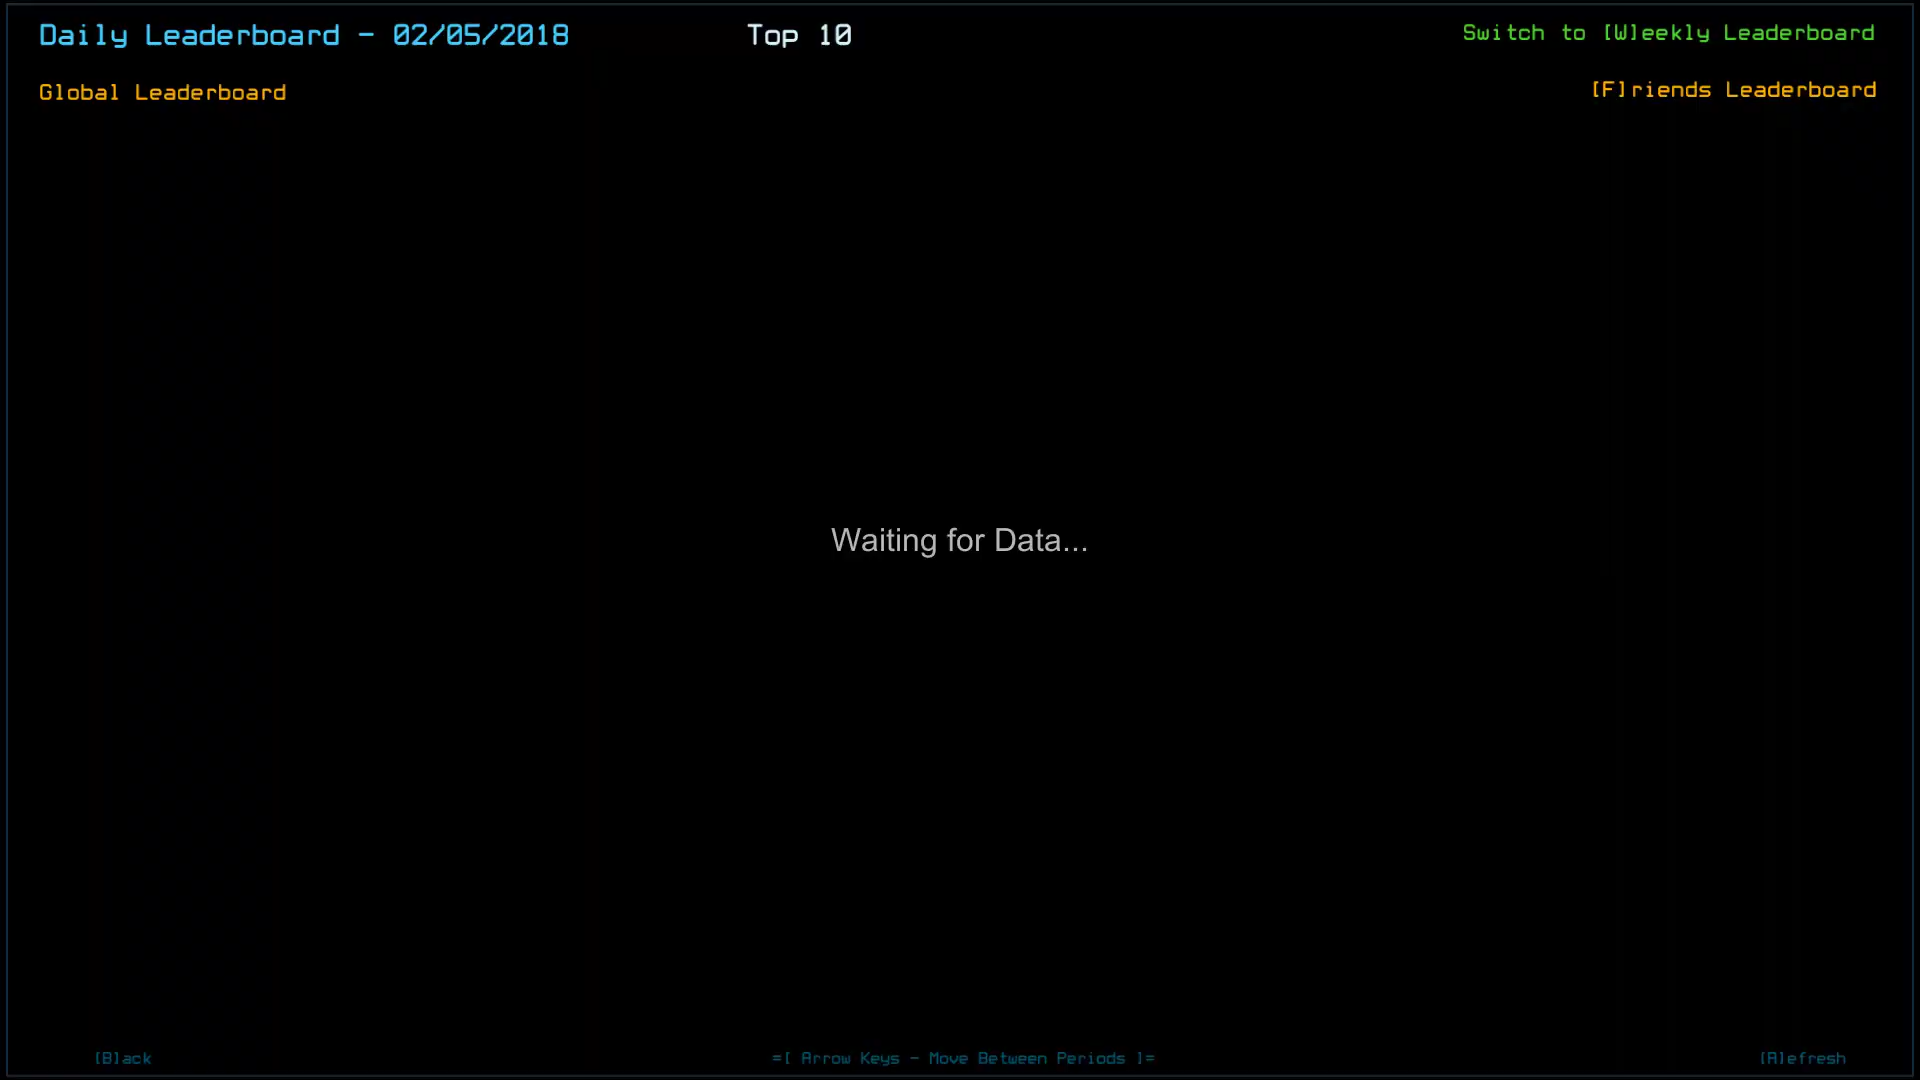 Daily Leaderboard - 02/05/2018
Top 10
Switch to [W]eekly Leaderboard
Global Leaderboard
[F]riends Leaderboard
Waiting for Data...
[B]lack
=[ Arrow Keys - Move Between Periods ]=
[R]efresh